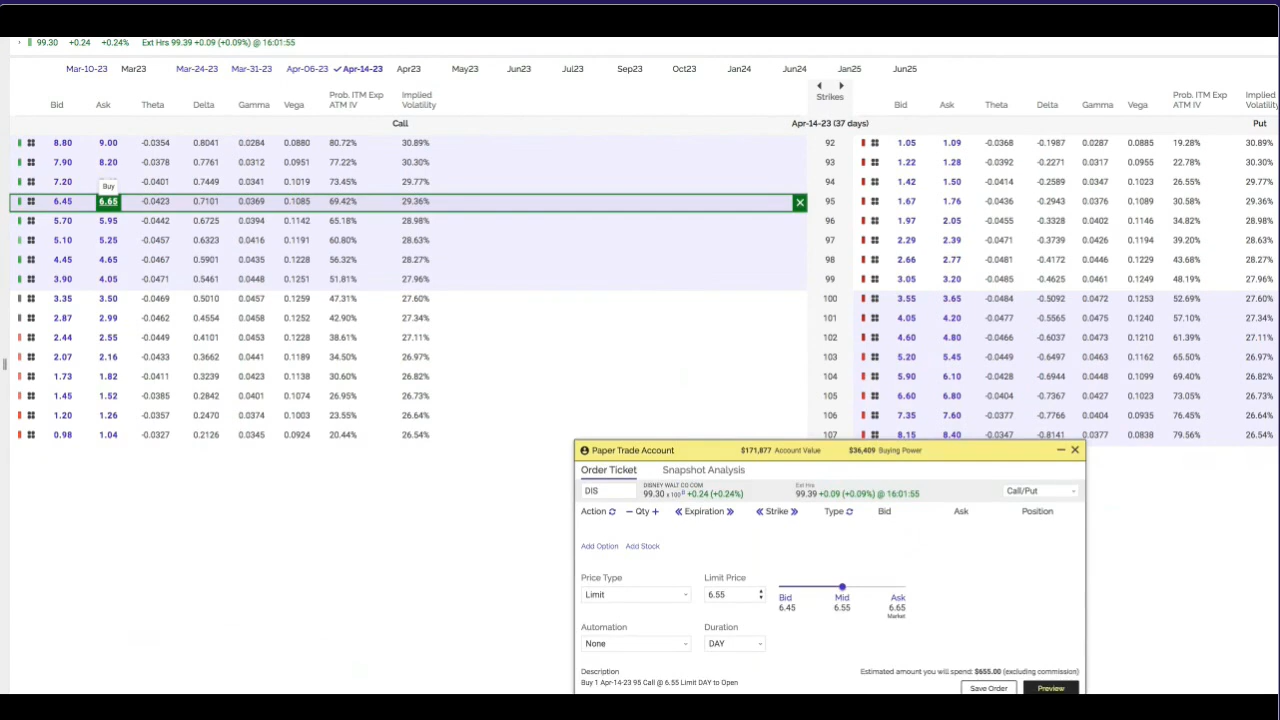 99.30 +0.24 +0.24% Ext Hrs 99.39 +0.09 (+0.09%) @ 16:01:55
Mar-10-23 Mar23 Mar-24-23 Mar-31-23 Apr-06-23 Apr-14-23 Apr23 May23 Jun23 Jul23 Sep23 Oct23 Jan24 Jun24 Jan25 Jun25
Bid Ask Theta Delta Gamma Vega Prob. ITM Exp ATM IV Implied Volatility Strikes Bid Ask Theta Delta Gamma Vega Prob. ITM Exp ATM IV Implied Volatility
Call Apr-14-23 (37 days) Put
8.80 9.00 -0.0354 0.8041 0.0284 0.0880 80.72% 30.89% 92 1.05 1.09 -0.0368 -0.1987 0.0287 0.0885 19.28% 30.89%
7.90 8.20 -0.0378 0.7761 0.0312 0.0951 77.22% 30.30% 93 1.22 1.28 -0.0392 -0.2271 0.0317 0.0955 22.78% 30.30%
7.20 -0.0401 0.7449 0.0341 0.1019 73.45% 29.77% 94 1.42 1.50 -0.0414 -0.2589 0.0347 0.1023 26.55% 29.77%
Buy
6.45 6.65 -0.0423 0.7101 0.0369 0.1085 69.42% 29.36% 95 1.67 1.76 -0.0436 -0.2943 0.0376 0.1089 30.58% 29.36%
5.70 5.95 -0.0442 0.6725 0.0394 0.1142 65.18% 28.98% 96 1.97 2.05 -0.0455 -0.3328 0.0402 0.1146 34.82% 28.98%
5.10 5.25 -0.0457 0.6323 0.0416 0.1191 60.80% 28.63% 97 2.29 2.39 -0.0471 -0.3739 0.0426 0.1194 39.20% 28.63%
4.45 4.65 -0.0467 0.5901 0.0435 0.1228 56.32% 28.27% 98 2.66 2.77 -0.0481 -0.4172 0.0446 0.1229 43.68% 28.27%
3.90 4.05 -0.0471 0.5461 0.0448 0.1251 51.81% 27.96% 99 3.05 3.20 -0.0485 -0.4625 0.0461 0.1249 48.19% 27.96%
3.35 3.50 -0.0469 0.5010 0.0457 0.1259 47.31% 27.60% 100 3.55 3.65 -0.0484 -0.5092 0.0472 0.1253 52.69% 27.60%
2.87 2.99 -0.0462 0.4554 0.0458 0.1252 42.90% 27.34% 101 4.05 4.20 -0.0477 -0.5565 0.0475 0.1240 57.10% 27.34%
2.44 2.55 -0.0449 0.4101 0.0453 0.1228 38.61% 27.11% 102 4.60 4.80 -0.0466 -0.6037 0.0473 0.1210 61.39% 27.11%
2.07 2.16 -0.0433 0.3662 0.0441 0.1189 34.50% 26.97% 103 5.20 5.45 -0.0449 -0.6497 0.0463 0.1162 65.50% 26.97%
1.73 1.82 -0.0411 0.3239 0.0423 0.1138 30.60% 26.82% 104 5.90 6.10 -0.0428 -0.6944 0.0448 0.1099 69.40% 26.82%
1.45 1.52 -0.0385 0.2842 0.0401 0.1074 26.95% 26.73% 105 6.60 6.80 -0.0404 -0.7367 0.0427 0.1023 73.05% 26.73%
1.20 1.26 -0.0357 0.2470 0.0374 0.1003 23.55% 26.64% 106 7.35 7.60 -0.0377 -0.7766 0.0404 0.0935 76.45% 26.64%
0.98 1.04 -0.0327 0.2126 0.0345 0.0924 20.44% 26.54% 107 8.15 8.40 -0.0347 -0.8141 0.0377 0.0838 79.56% 26.54%
Paper Trade Account $171,877 Account Value $36,409 Buying Power
Order Ticket Snapshot Analysis
DISNEY WALT CO COM Ext Hrs
DIS 99.30 x 100 +0.24 (+0.24%) 99.39 +0.09 (+0.09%) @ 16:01:55 Call/Put
Action Qty Expiration Strike Type Bid Ask Position
Add Option Add Stock
Price Type Limit Price
Limit 6.55
Bid Mid Ask
6.45 6.55 6.65
Market
Automation Duration
None DAY
Description Estimated amount you will spend: $655.00 (excluding commission)
Buy 1 Apr-14-23 95 Call @ 6.55 Limit DAY to Open Save Order Preview